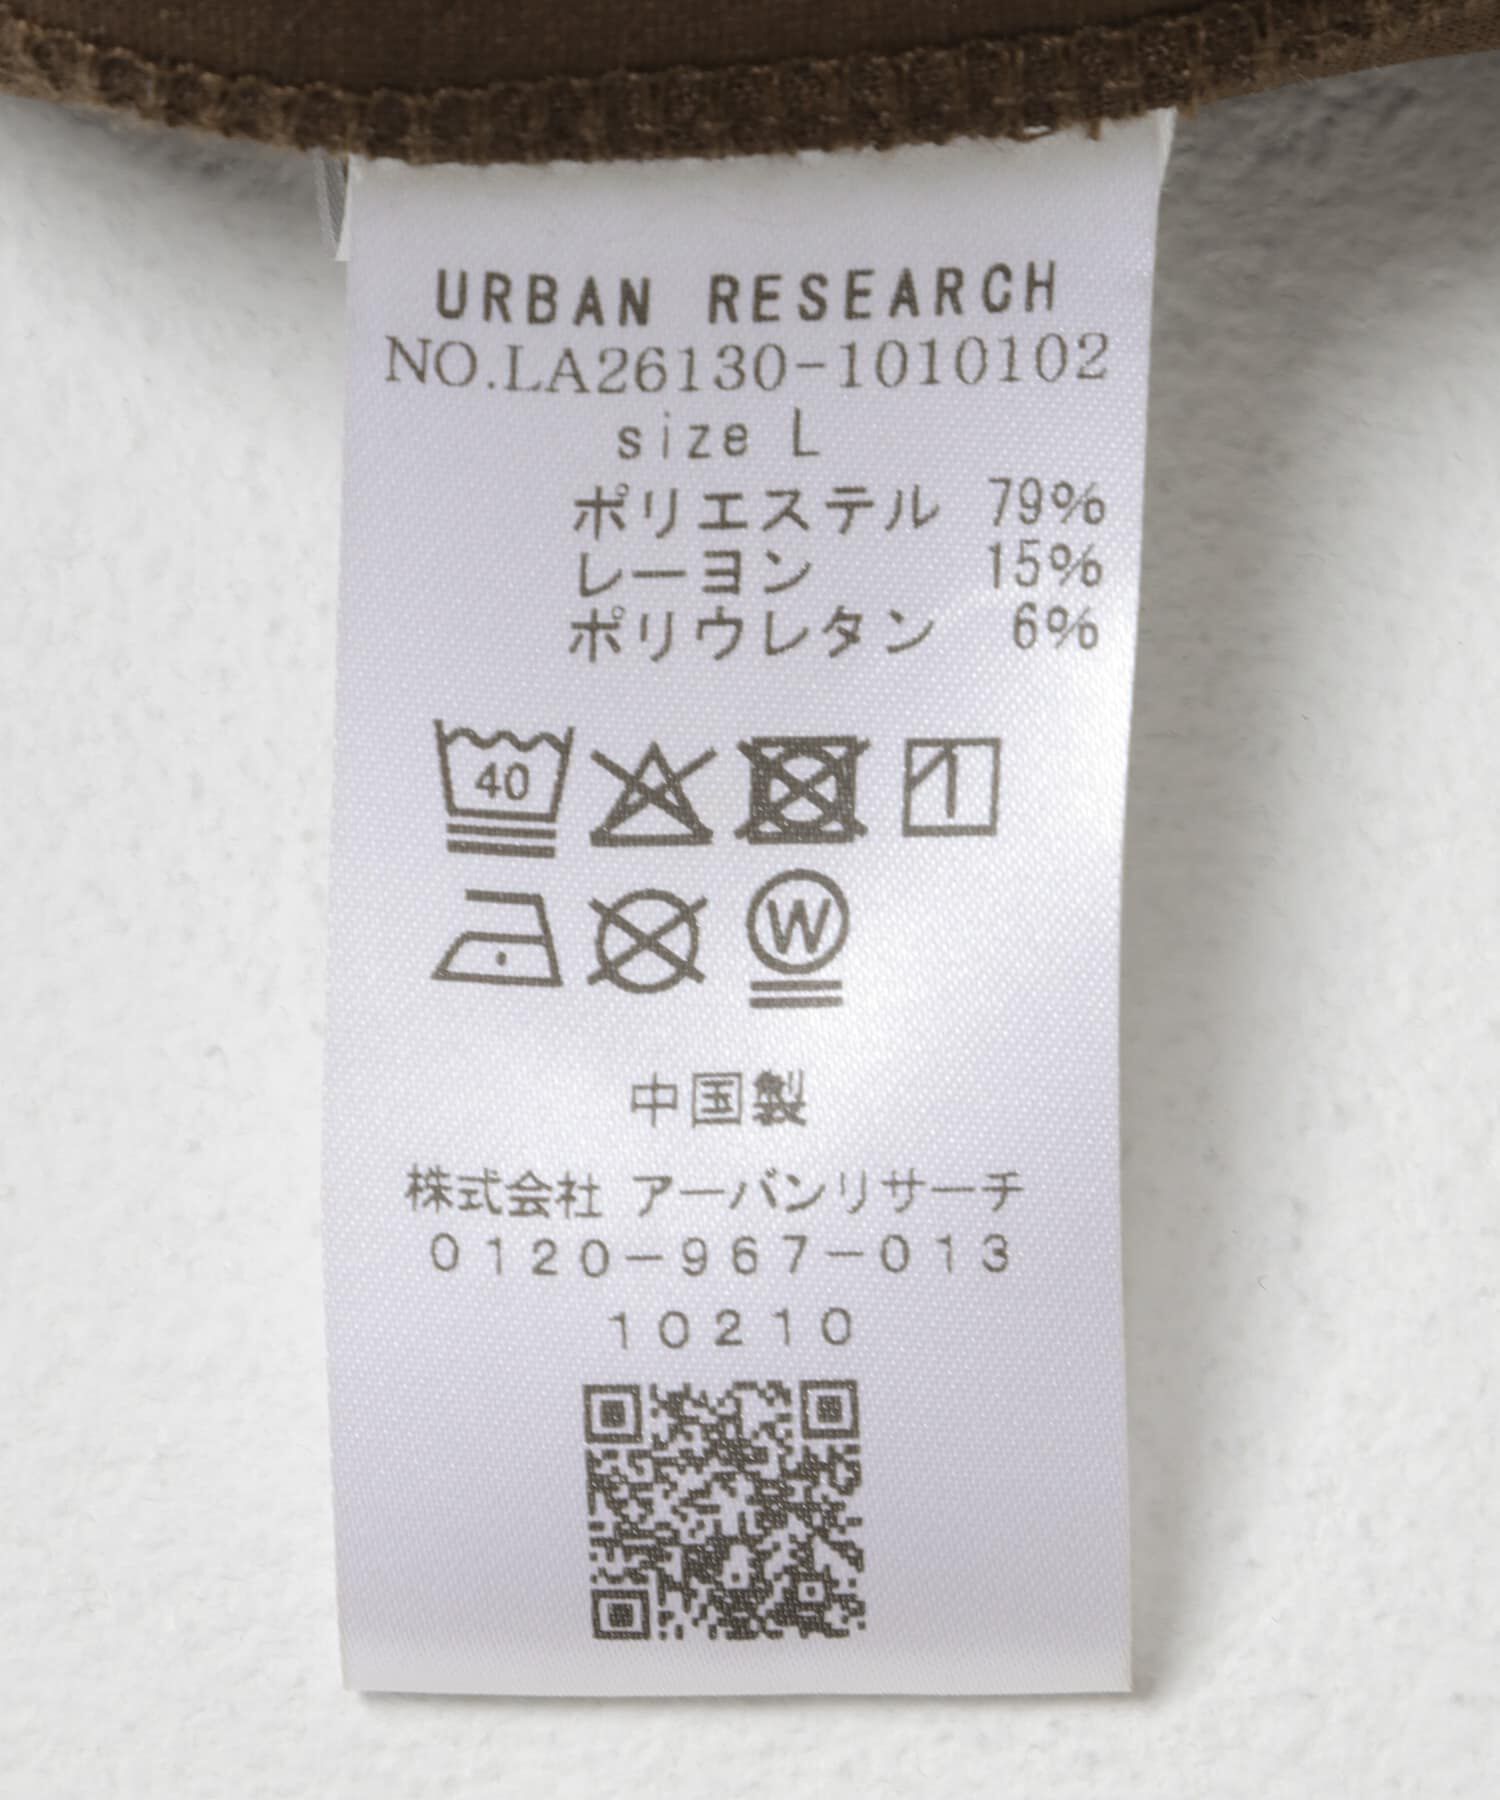 URBAN RESEARCH
NO.LA26130-1010102
size L
ポリエステル 79%
レーヨン 15%
ポリウレタン 6%
40
W
中国製
株式会社 アーバンリサーチ
0120-967-013
10210